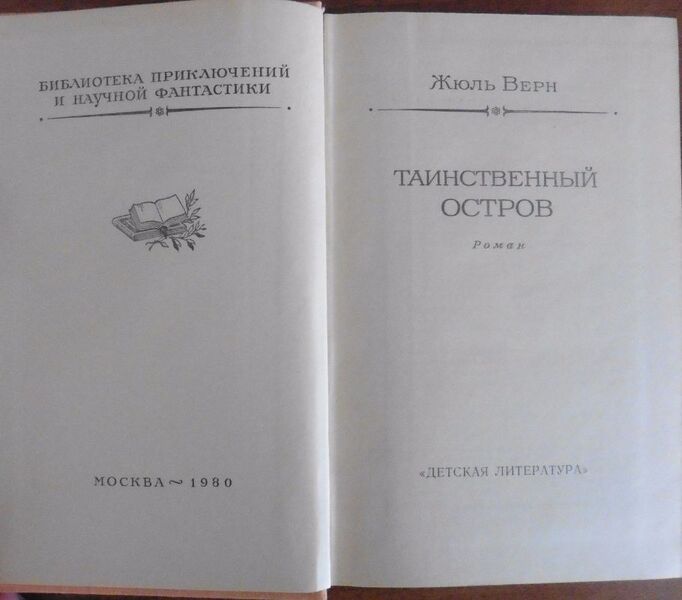 БИБЛИОТЕКА ПРИКЛЮЧЕНИЙ
И НАУЧНОЙ ФАНТАСТИКИ
МОСКВА ~ 1980
Жюль Верн
ТАИНСТВЕННЫЙ
ОСТРОВ
Роман
«ДЕТСКАЯ ЛИТЕРАТУРА»